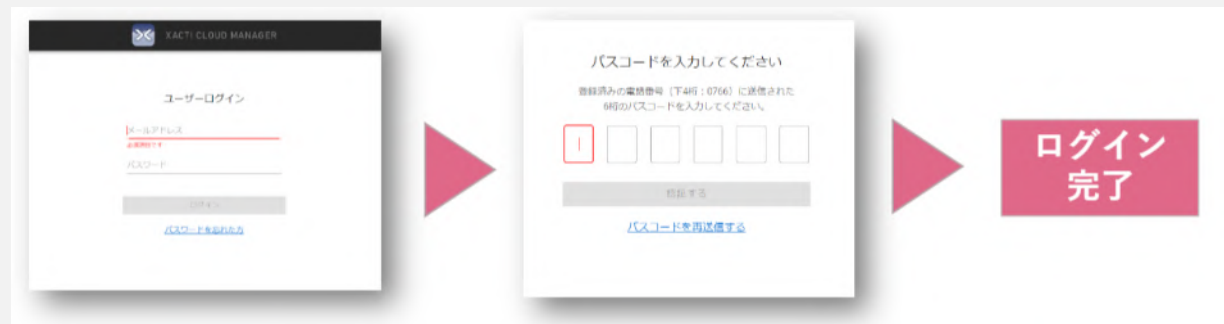 XACTI CLOUD MANAGER
ユーザーログイン
メールアドレス
必須項目です
パスワード
ログイン
パスワードを忘れた方
パスコードを入力してください
登録済みの電話番号（下4桁：0766）に送信された
6桁のパスコードを入力してください。
認証する
パスコードを再送信する
ログイン
完了